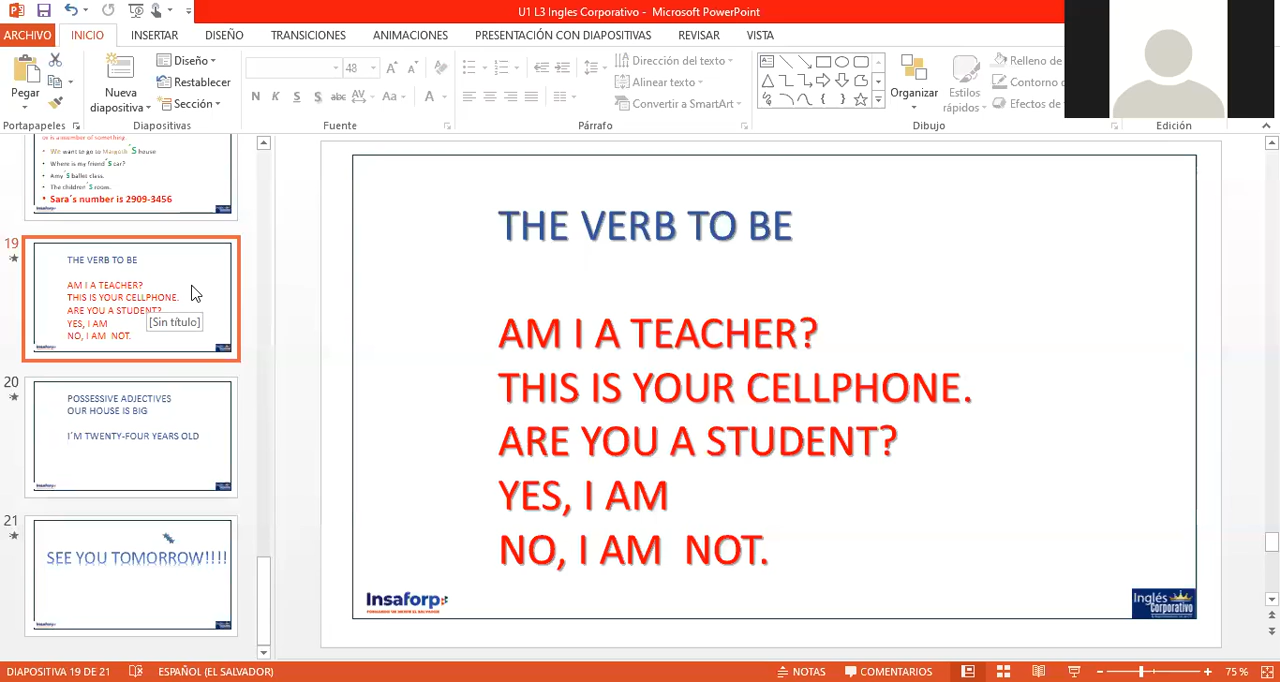 U1 L3 Ingles Corporativo - Microsoft PowerPoint
ARCHIVO INICIO INSERTAR DISEÑO TRANSICIONES ANIMACIONES PRESENTACIÓN CON DIAPOSITIVAS REVISAR VISTA
Pegar
Nueva diapositiva
Diseño
Restablecer
Sección
48
N K S S abc AV Aa A
Dirección del texto
Alinear texto
Convertir a SmartArt
Organizar
Estilos rápidos
Relleno de
Contorno
Efectos de
Portapapeles Diapositivas Fuente Párrafo Dibujo Edición
is a member of something
We want to go to
´S house
Where is my friend´S car?
Amy´S ballet class.
The children´S room.
Sara´s number is 2909-3456
19
THE VERB TO BE
AM I A TEACHER?
THIS IS YOUR CELLPHONE.
ARE YOU A STUDENT?
YES, I AM
NO, I AM NOT.
[Sin título]
20
POSSESSIVE ADJECTIVES
OUR HOUSE IS BIG
I´M TWENTY-FOUR YEARS OLD
21
SEE YOU TOMORROW!!!!
THE VERB TO BE
AM I A TEACHER?
THIS IS YOUR CELLPHONE.
ARE YOU A STUDENT?
YES, I AM
NO, I AM NOT.
Insaforp
Inglés
Corporativo
DIAPOSITIVA 19 DE 21 ESPAÑOL (EL SALVADOR) NOTAS COMENTARIOS 75 %